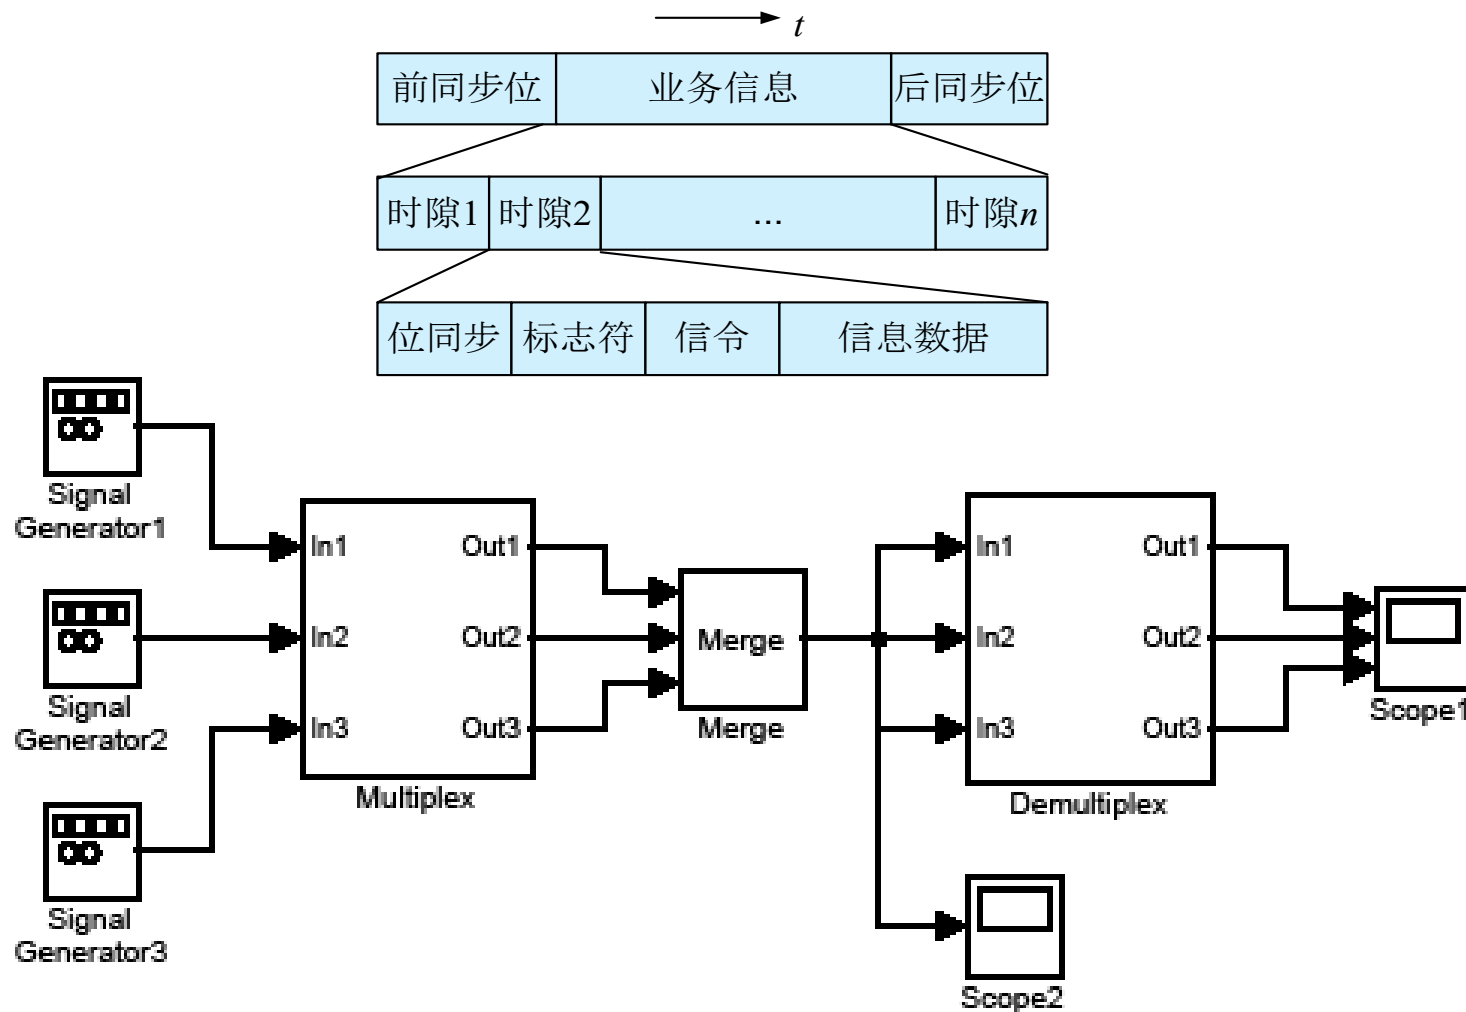 t
前同步位 业务信息 后同步位
时隙1 时隙2 ... 时隙n
位同步 标志符 信令 信息数据
Signal
Generator1
In1 Out1
In2 Out2
In3 Out3
Multiplex
Merge
Merge
In1 Out1
In2 Out2
In3 Out3
Demultiplex
Scope1
Signal
Generator2
Signal
Generator3
Scope2